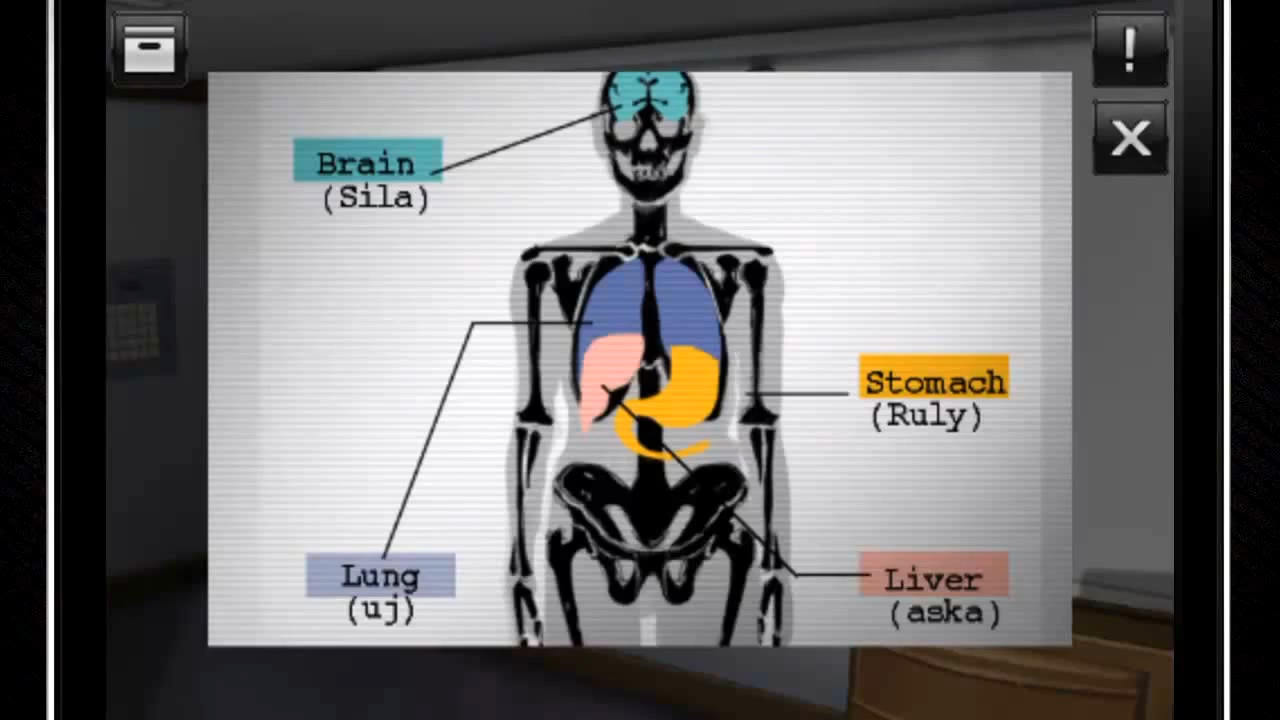 Brain
(Sila)
Stomach
(Ruly)
Lung
(uj)
Liver
(aska)